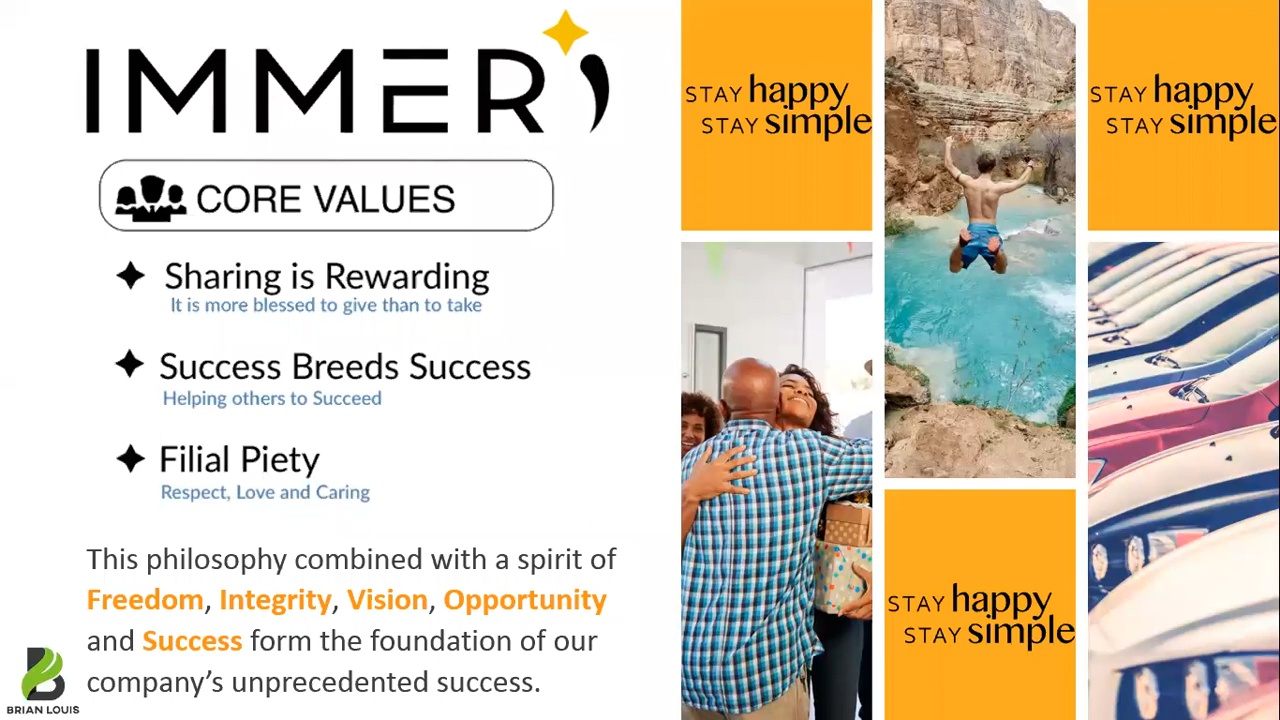 IMMERI
CORE VALUES
Sharing is Rewarding
It is more blessed to give than to take
Success Breeds Success
Helping others to Succeed
Filial Piety
Respect, Love and Caring
This philosophy combined with a spirit of
Freedom, Integrity, Vision, Opportunity
and Success form the foundation of our
company’s unprecedented success.
BRIAN LOUIS
STAY happy
STAY simple
STAY happy
STAY simple
STAY happy
STAY simple